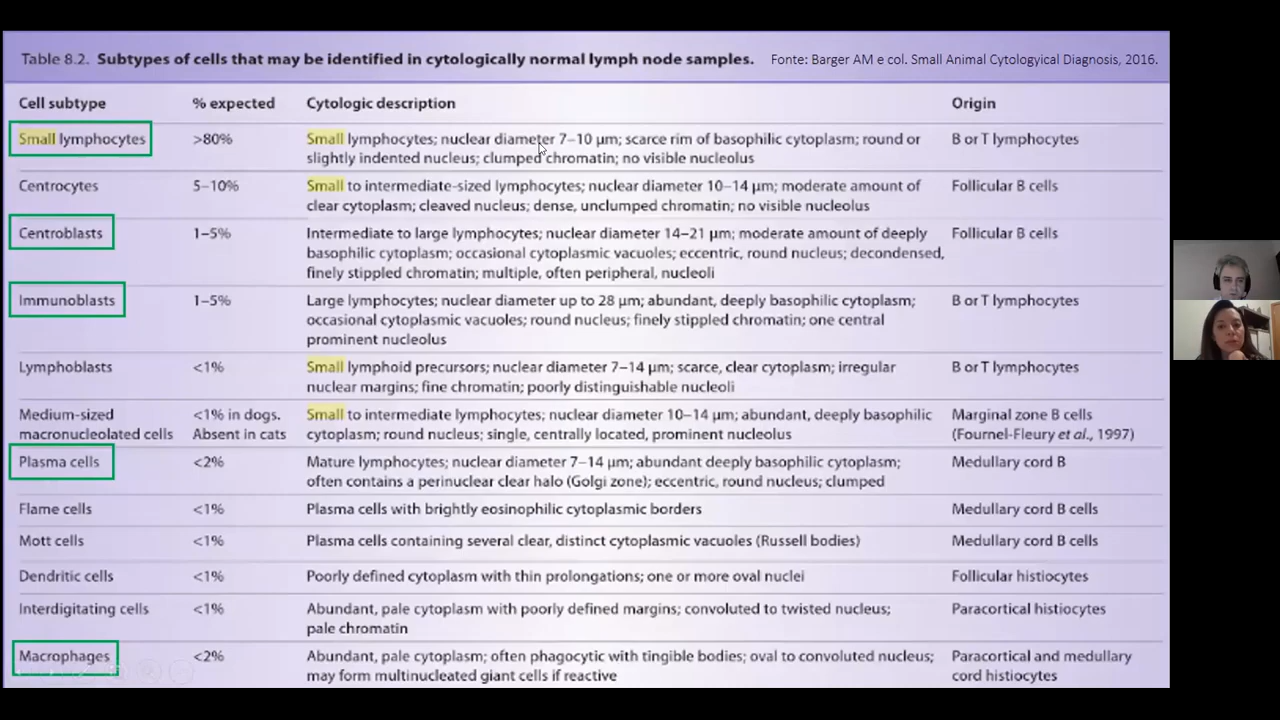 Table 8.2. Subtypes of cells that may be identified in cytologically normal lymph node samples. Fonte: Barger AM e col. Small Animal Cytologyical Diagnosis, 2016.
Cell subtype % expected Cytologic description Origin
Small lymphocytes >80% Small lymphocytes; nuclear diameter 7–10 µm; scarce rim of basophilic cytoplasm; round or B or T lymphocytes
slightly indented nucleus; clumped chromatin; no visible nucleolus
Centrocytes 5–10% Small to intermediate-sized lymphocytes; nuclear diameter 10–14 µm; moderate amount of Follicular B cells
clear cytoplasm; cleaved nucleus; dense, unclumped chromatin; no visible nucleolus
Centroblasts 1–5% Intermediate to large lymphocytes; nuclear diameter 14–21 µm; moderate amount of deeply Follicular B cells
basophilic cytoplasm; occasional cytoplasmic vacuoles; eccentric, round nucleus; decondensed,
finely stippled chromatin; multiple, often peripheral, nucleoli
Immunoblasts 1–5% Large lymphocytes; nuclear diameter up to 28 µm; abundant, deeply basophilic cytoplasm; B or T lymphocytes
occasional cytoplasmic vacuoles; round nucleus; finely stippled chromatin; one central
prominent nucleolus
Lymphoblasts <1% Small lymphoid precursors; nuclear diameter 7–14 µm; scarce, clear cytoplasm; irregular B or T lymphocytes
nuclear margins; fine chromatin; poorly distinguishable nucleoli
Medium-sized <1% in dogs. Small to intermediate lymphocytes; nuclear diameter 10–14 µm; abundant, deeply basophilic Marginal zone B cells
macronucleolated cells Absent in cats cytoplasm; round nucleus; single, centrally located, prominent nucleolus (Fournel-Fleury et al., 1997)
Plasma cells <2% Mature lymphocytes; nuclear diameter 7–14 µm; abundant deeply basophilic cytoplasm; Medullary cord B
often contains a perinuclear clear halo (Golgi zone); eccentric, round nucleus; clumped
Flame cells <1% Plasma cells with brightly eosinophilic cytoplasmic borders Medullary cord B cells
Mott cells <1% Plasma cells containing several clear, distinct cytoplasmic vacuoles (Russell bodies) Medullary cord B cells
Dendritic cells <1% Poorly defined cytoplasm with thin prolongations; one or more oval nuclei Follicular histiocytes
Interdigitating cells <1% Abundant, pale cytoplasm with poorly defined margins; convoluted to twisted nucleus; Paracortical histiocytes
pale chromatin
Macrophages <2% Abundant, pale cytoplasm; often phagocytic with tingible bodies; oval to convoluted nucleus; Paracortical and medullary
may form multinucleated giant cells if reactive cord histiocytes